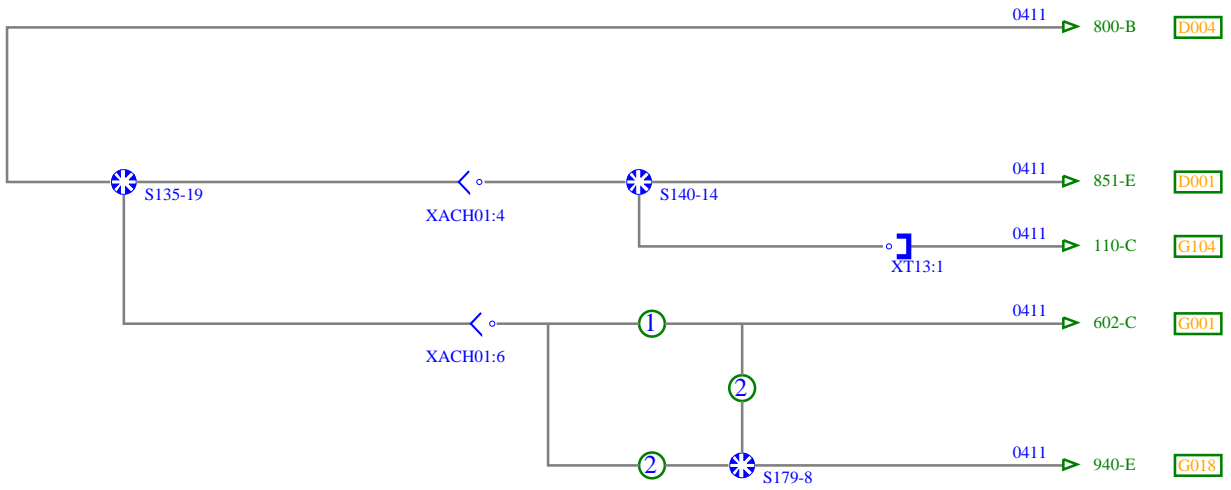 0411
800-B D004
0411
851-E D001
S135-19
S140-14
XACH01:4
0411
110-C G104
XT13:1
0411
1
602-C G001
XACH01:6
2
0411
2
940-E G018
S179-8